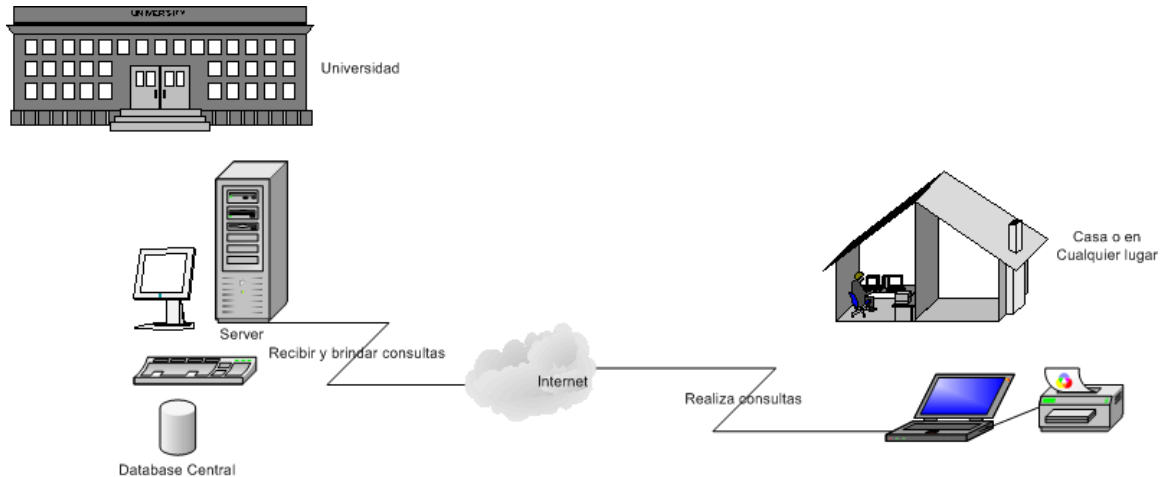 UNIVERSITY
Universidad
Casa o en
Cualquier lugar
Server
Recibir y brindar consultas
Internet
Realiza consultas
Database Central